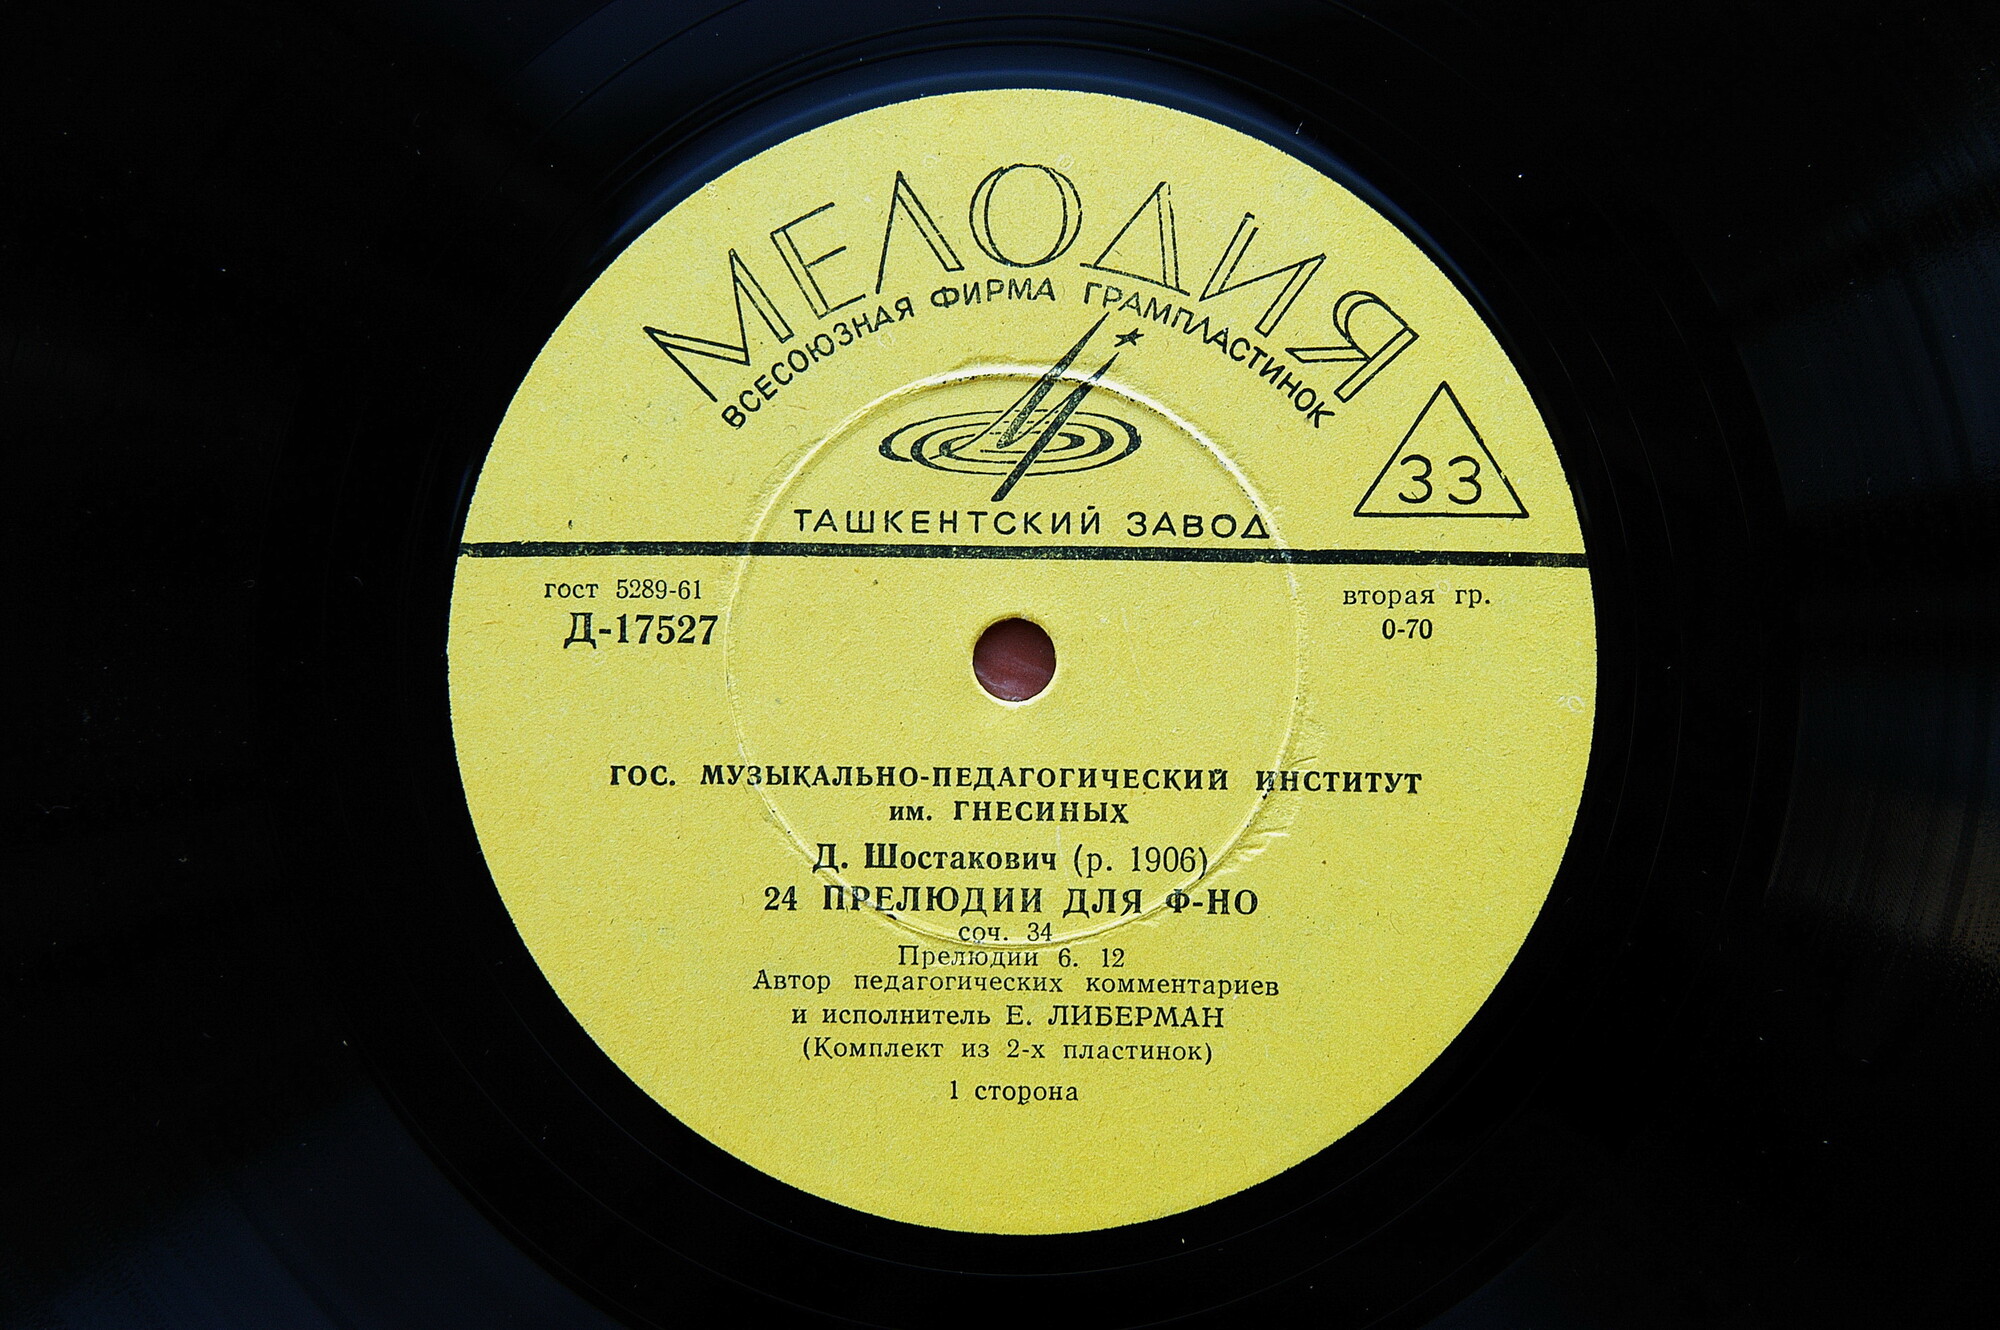 МЕЛОДИЯ
ВСЕСОЮЗНАЯ ФИРМА ГРАМПЛАСТИНОК
33
ТАШКЕНТСКИЙ ЗАВОД
гост 5289-61
Д-17527
вторая гр.
0-70
ГОС. МУЗЫКАЛЬНО-ПЕДАГОГИЧЕСКИЙ ИНСТИТУТ
им. ГНЕСИНЫХ
Д. Шостакович (р. 1906)
24 ПРЕЛЮДИИ ДЛЯ Ф-НО
соч. 34
Прелюдии 6. 12
Автор педагогических комментариев
и исполнитель Е. ЛИБЕРМАН
(Комплект из 2-х пластинок)
1 сторона